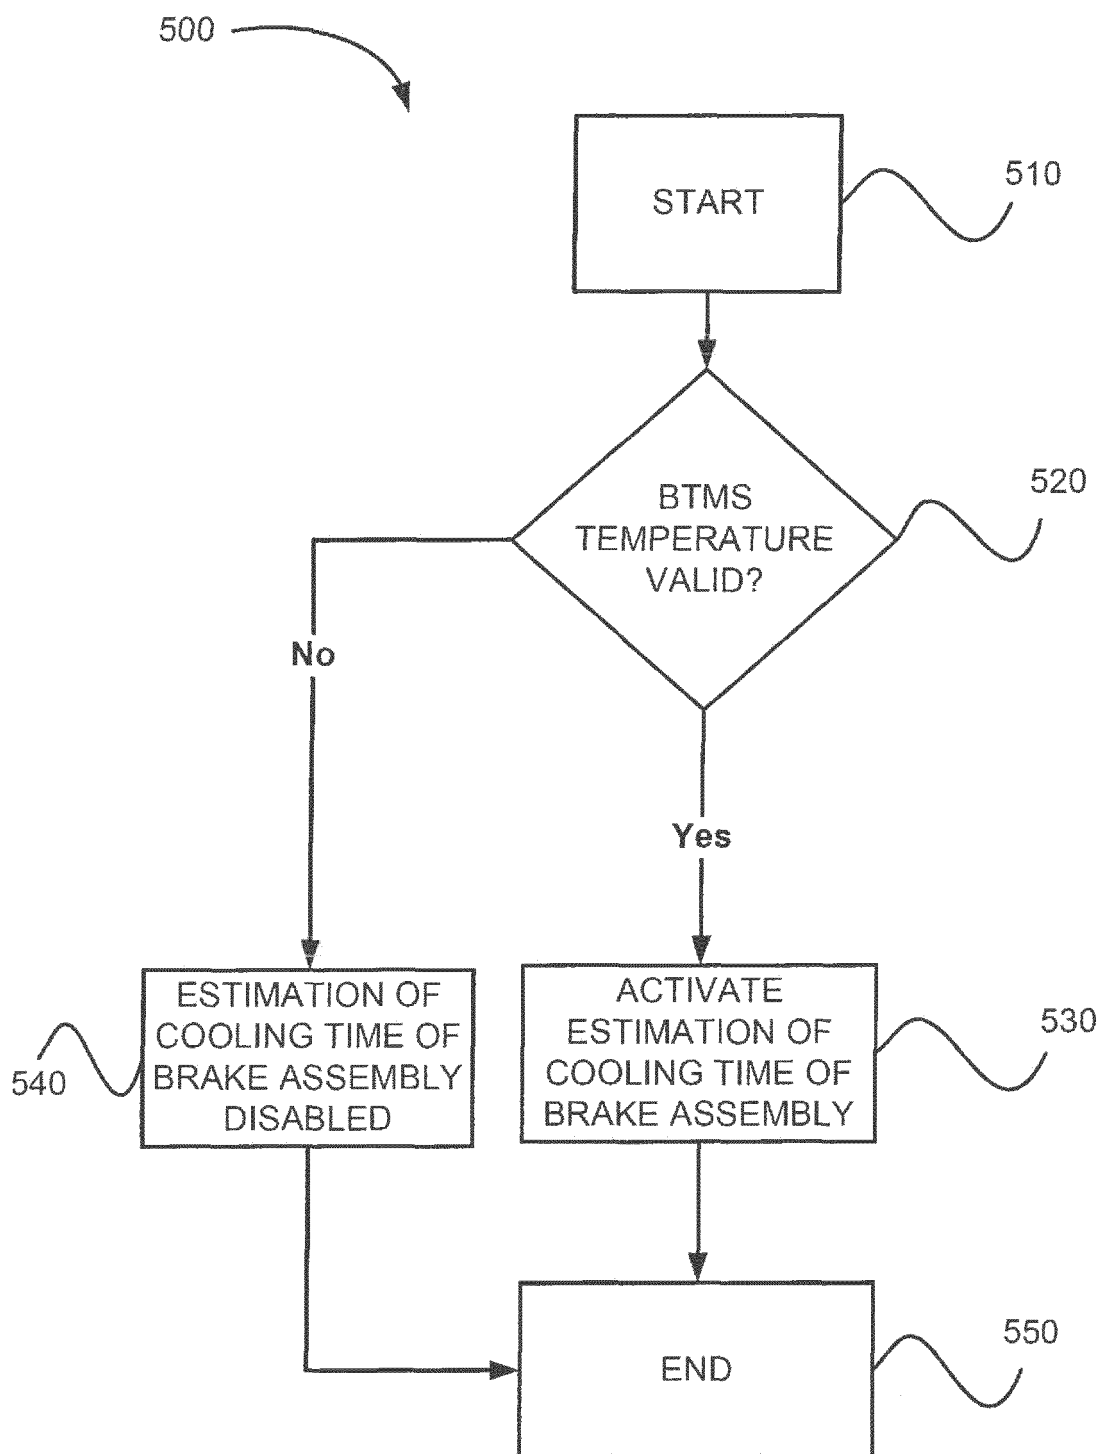 500
START
510
BTMS
TEMPERATURE
VALID?
520
No
Yes
ESTIMATION OF
COOLING TIME OF
BRAKE ASSEMBLY
DISABLED
540
ACTIVATE
ESTIMATION OF
COOLING TIME OF
BRAKE ASSEMBLY
530
END
550